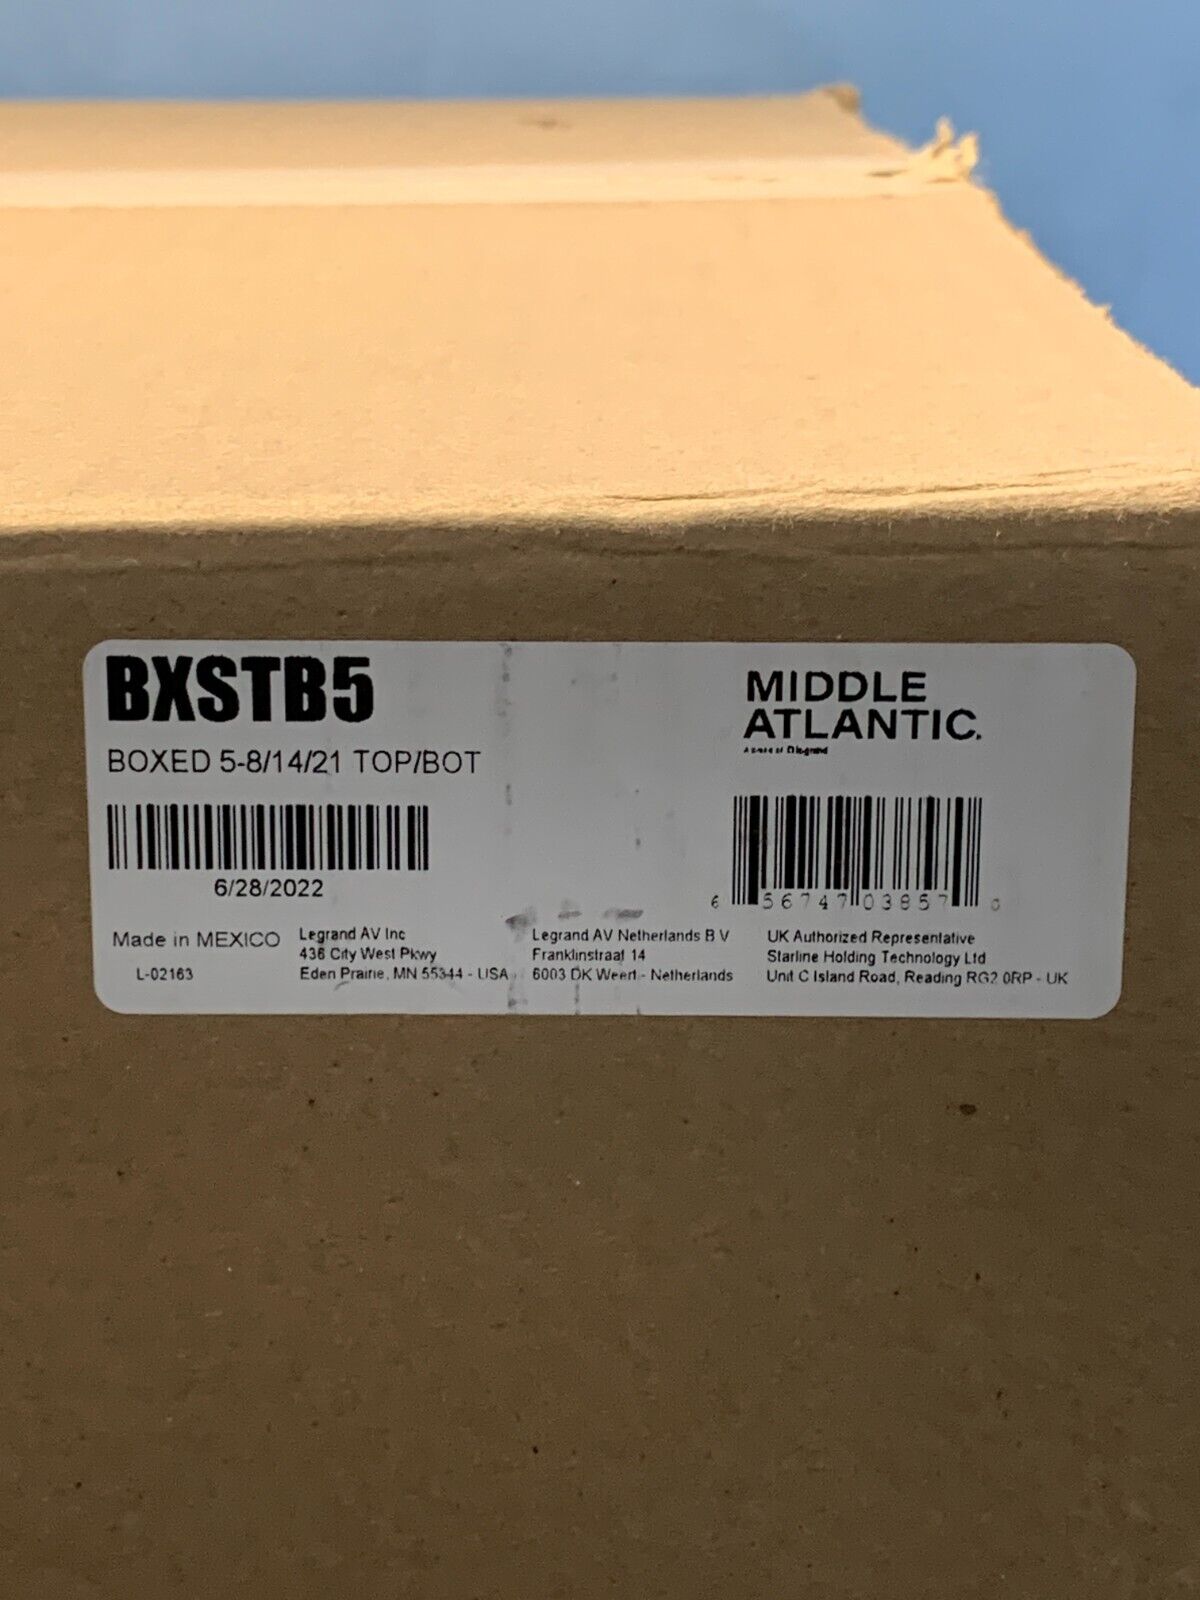 BXSTB5
BOXED 5-8/14/21 TOP/BOT
6/28/2022
Made in MEXICO
L-02163
MIDDLE
ATLANTIC
6 56747 03857 0
Legrand AV Inc
436 City West Pkwy
Eden Prairie, MN 55344 - USA
Legrand AV Netherlands B V
Franklinstraat 14
6003 DK Weert - Netherlands
UK Authorized Representative
Starline Holding Technology Ltd
Unit C Island Road, Reading RG2 0RP - UK